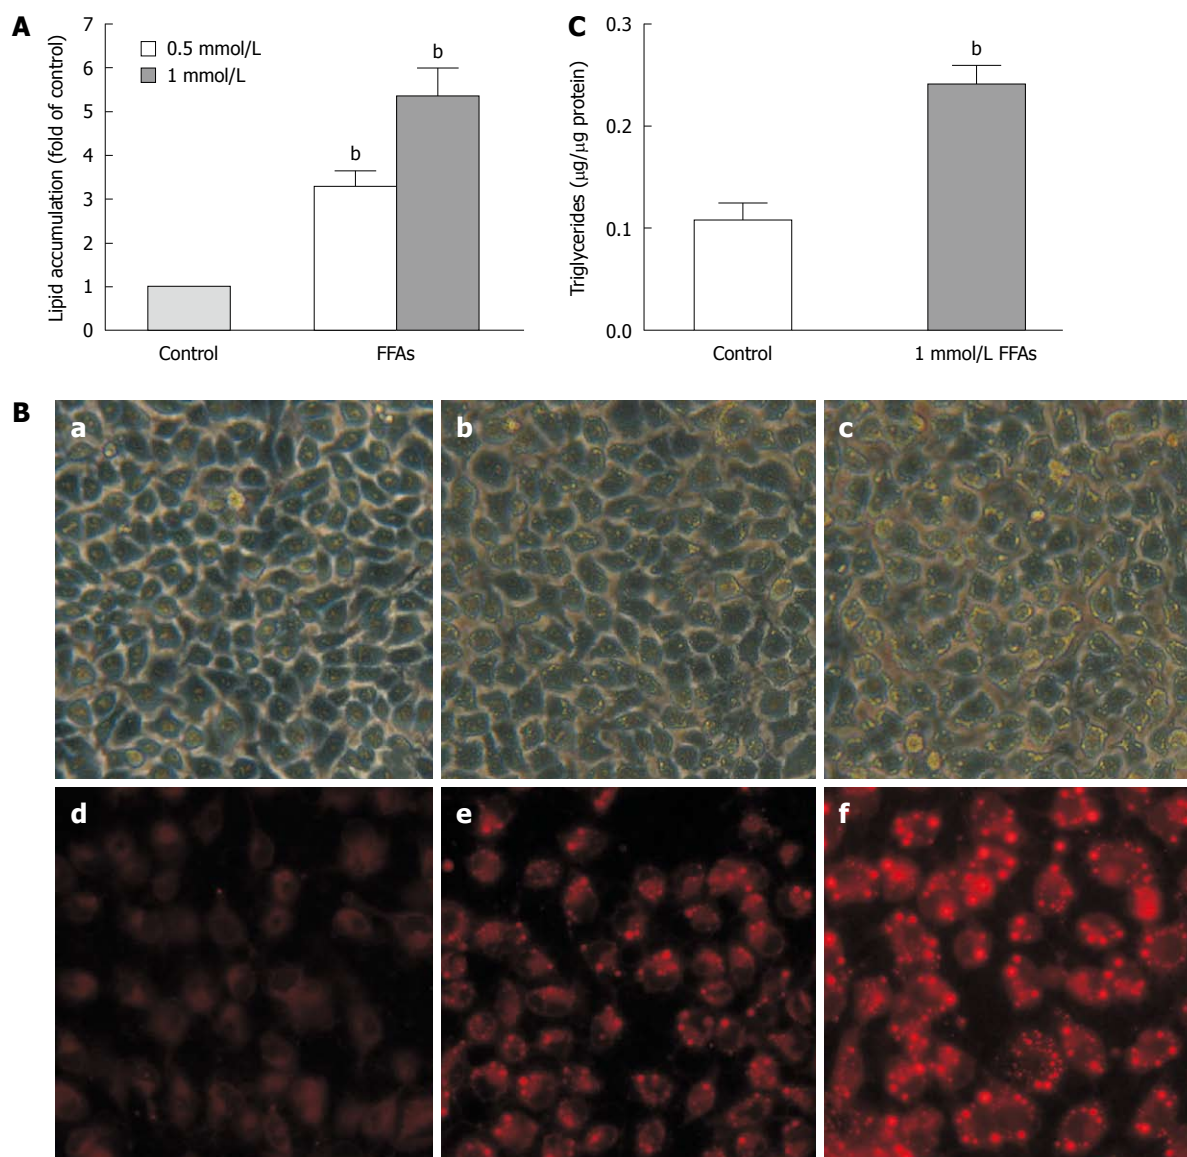 A
Lipid accumulation (fold of control)
7
6
5
4
3
2
1
0
0.5 mmol/L
1 mmol/L
b
b
Control
FFAs
C
Triglycerides (μg/μg protein)
0.3
0.2
0.1
0.0
b
Control
1 mmol/L FFAs
B
a
b
c
d
e
f